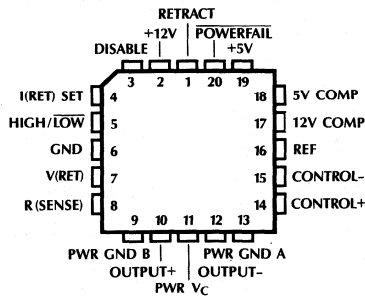 RETRACT
+12V POWERFAIL
DISABLE +5V
3 2 1 20 19
I(RET) SET 4 18 5V COMP
HIGH/LOW 5 17 12V COMP
GND 6 16 REF
V(RET) 7 15 CONTROL-
R(SENSE) 8 14 CONTROL+
9 10 11 12 13
PWR GND B PWR GND A
OUTPUT+ OUTPUT-
PWR VC